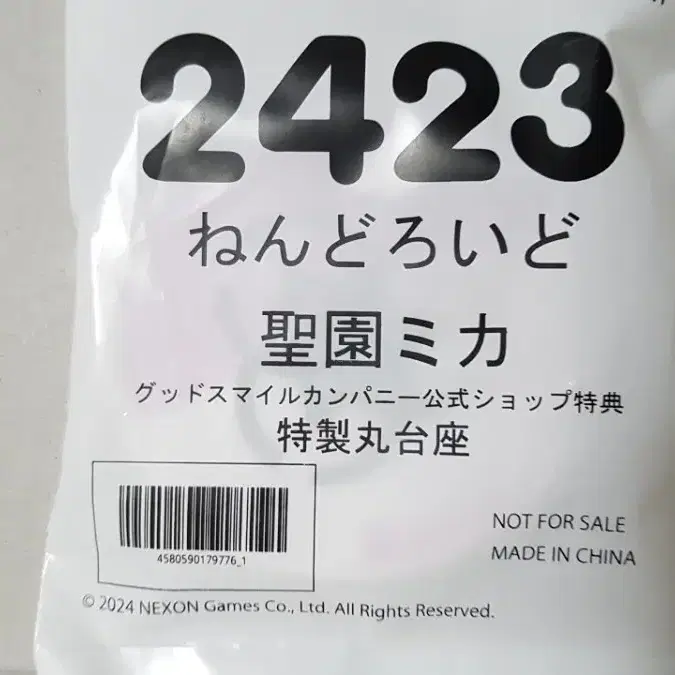 2423
ねんどろいど
聖園ミカ
グッドスマイルカンパニー公式ショップ特典
特製丸台座
4580590179776_1
NOT FOR SALE
MADE IN CHINA
© 2024 NEXON Games Co., Ltd. All Rights Reserved.